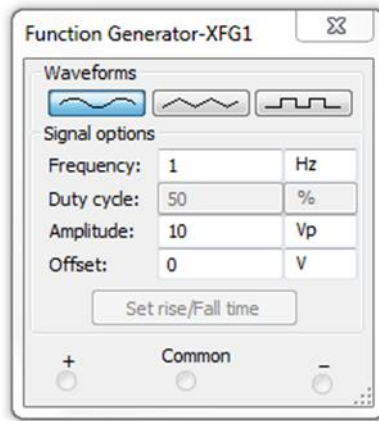 Function Generator-XFG1
Waveforms
Signal options
Frequency: 1 Hz
Duty cycle: 50 %
Amplitude: 10 Vp
Offset: 0 V
Set rise/Fall time
+ Common −